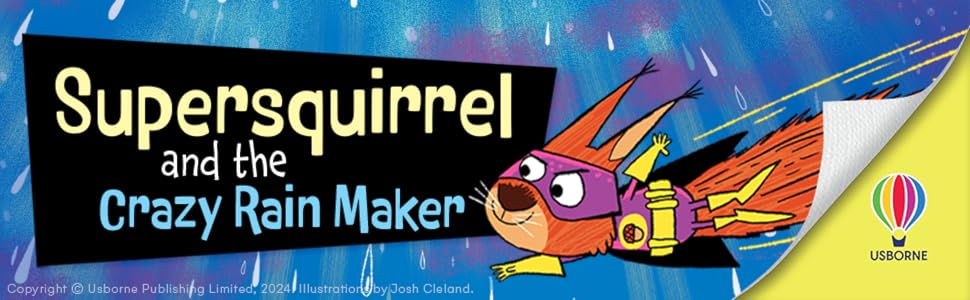 Supersquirrel
and the
Crazy Rain Maker
USBORNE
Copyright © Usborne Publishing Limited, 2024. Illustrations by Josh Cleland.